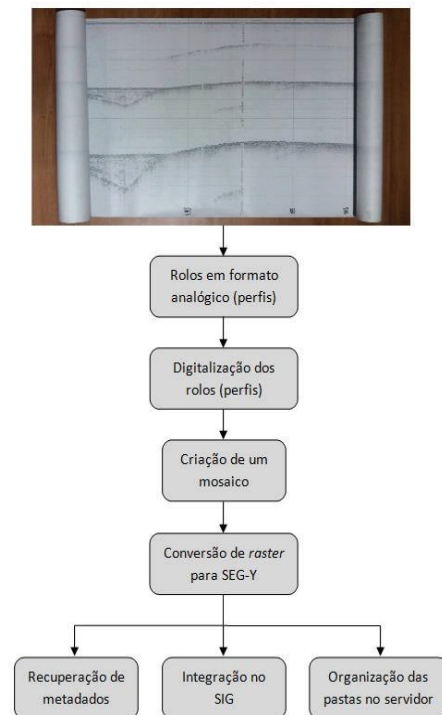 Rolos em formato
analógico (perfis)
Digitalização dos
rolos (perfis)
Criação de um
mosaico
Conversão de raster
para SEG-Y
Recuperação de
metadados
Integração no
SIG
Organização das
pastas no servidor